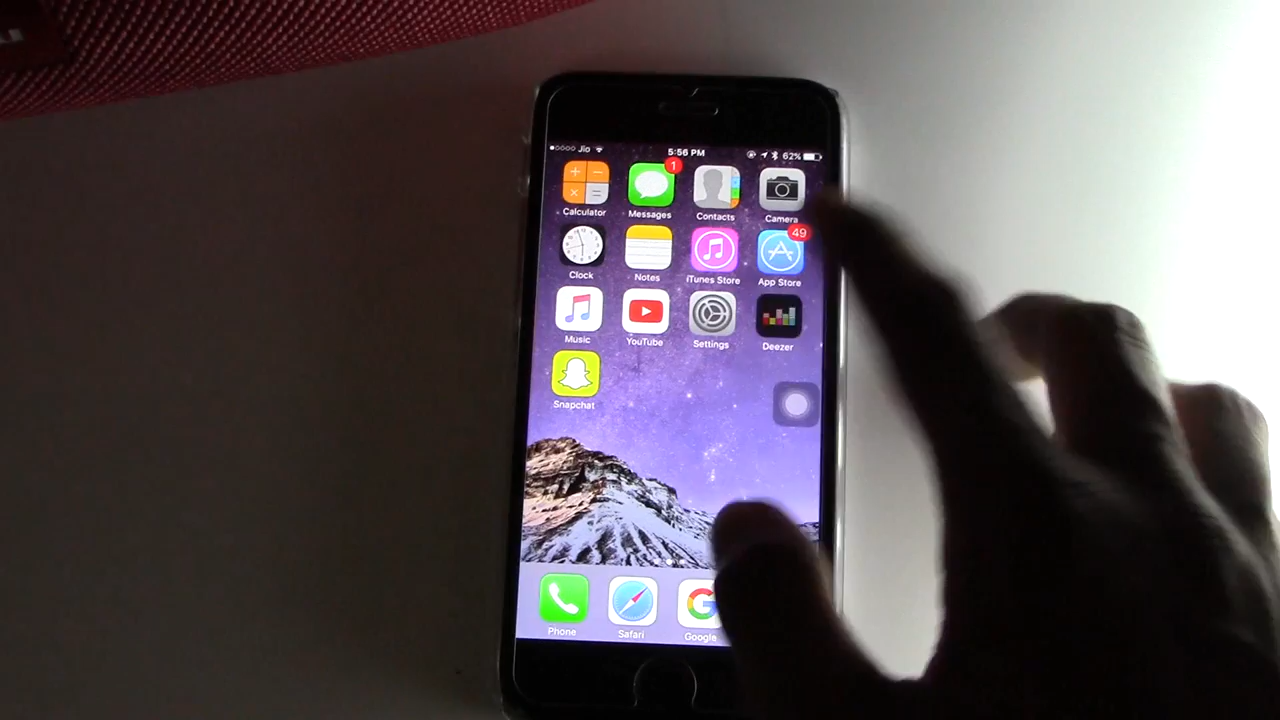 Jio 5:56 PM 62%
1
Calculator Messages Contacts Camera
49
Clock Notes iTunes Store App Store
Music YouTube Settings Deezer
Snapchat
Phone Safari Google